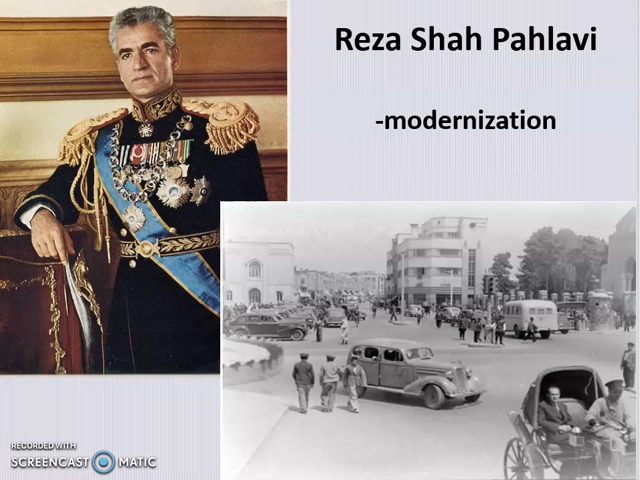 Reza Shah Pahlavi
-modernization
RECORDED WITH
SCREENCAST MATIC